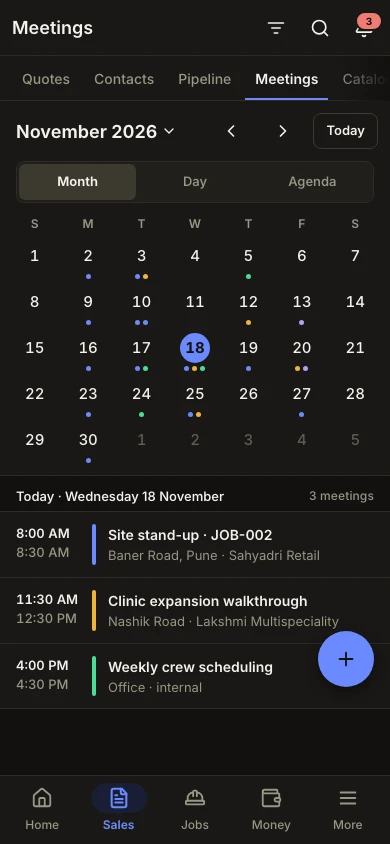 Meetings
3
Quotes Contacts Pipeline Meetings Catalo
November 2026 Today
Month Day Agenda
S M T W T F S
1 2 3 4 5 6 7
8 9 10 11 12 13 14
15 16 17 18 19 20 21
22 23 24 25 26 27 28
29 30 1 2 3 4 5
Today · Wednesday 18 November 3 meetings
8:00 AM Site stand-up · JOB-002
8:30 AM Baner Road, Pune · Sahyadri Retail
11:30 AM Clinic expansion walkthrough
12:30 PM Nashik Road · Lakshmi Multispeciality
4:00 PM Weekly crew scheduling
4:30 PM Office · internal
Home Sales Jobs Money More